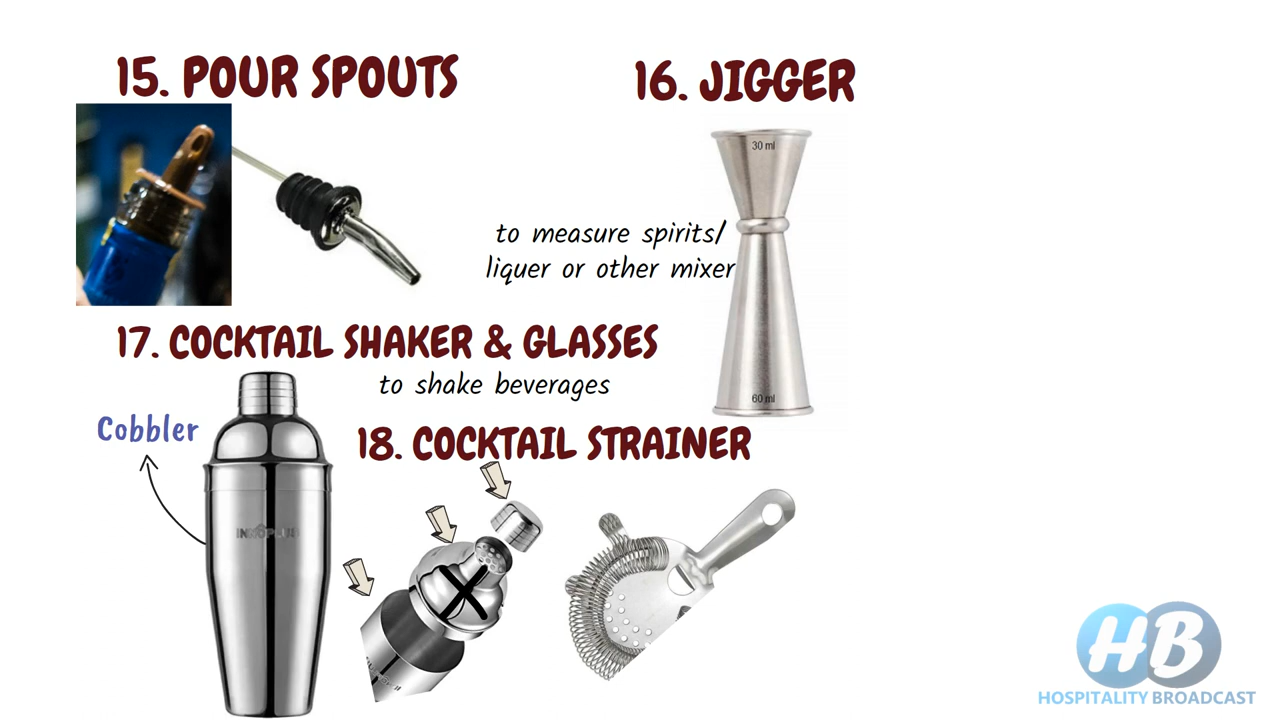 15. POUR SPOUTS
16. JIGGER
30 ml
to measure spirits/
liquer or other mixer
60 ml
17. COCKTAIL SHAKER & GLASSES
to shake beverages
Cobbler
18. COCKTAIL STRAINER
HB
HOSPITALITY BROADCAST